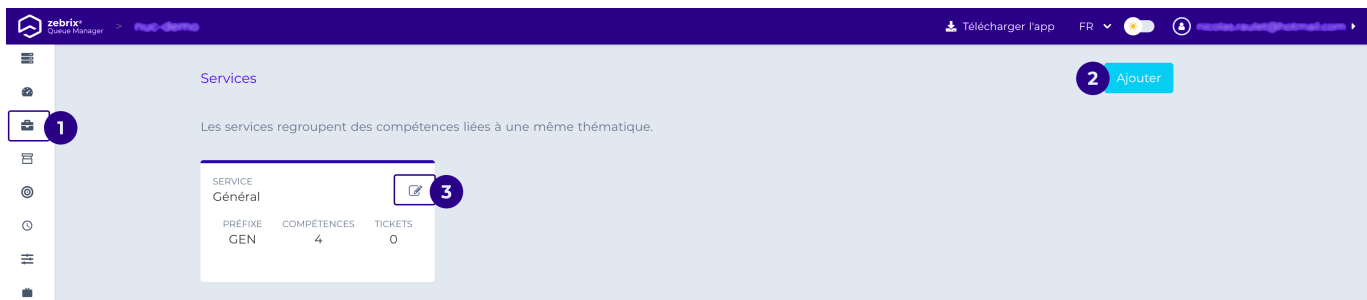 zebrix®
Queue Manager > Télécharger l'app FR
Services
2 Ajouter
1
Les services regroupent des compétences liées à une même thématique.
SERVICE
Général
3
PRÉFIXE COMPÉTENCES TICKETS
GEN 4 0